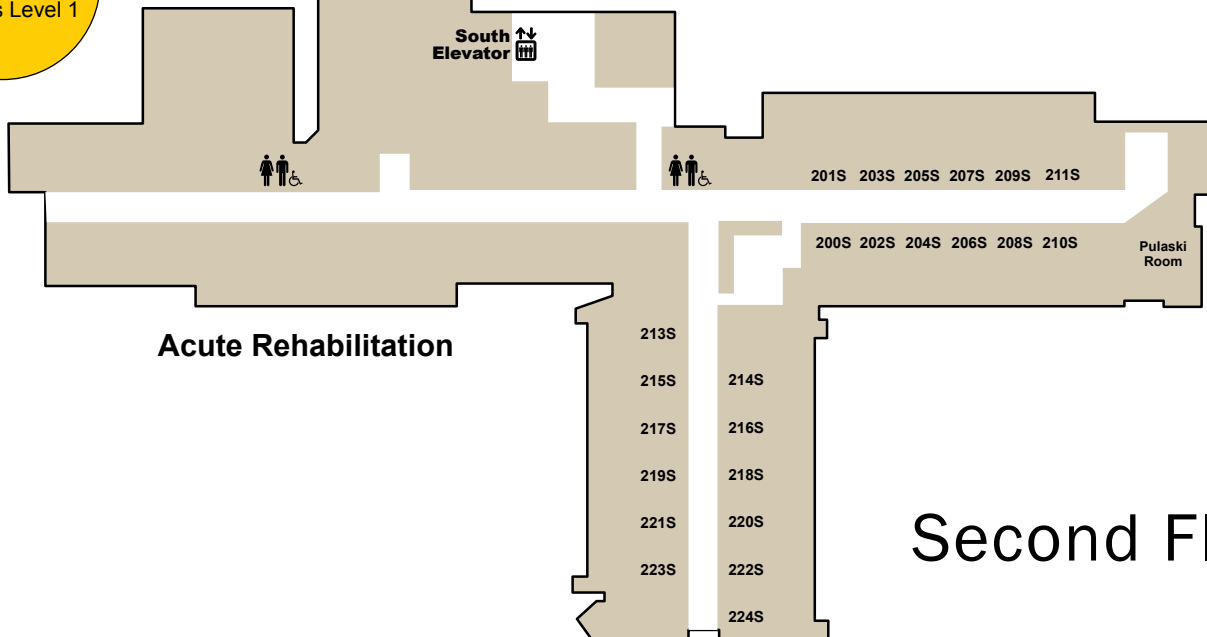 s Level 1
South
Elevator
201S 203S 205S 207S 209S 211S
200S 202S 204S 206S 208S 210S
Pulaski
Room
Acute Rehabilitation
213S
215S 214S
217S 216S
219S 218S
221S 220S
223S 222S
224S
Second Fl